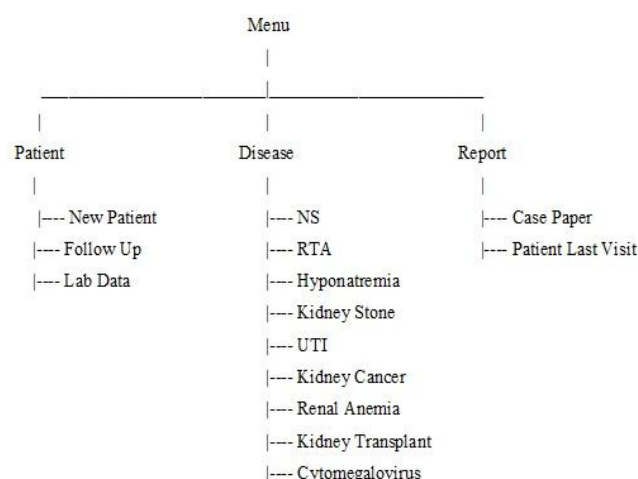 Menu
Patient Disease Report
|---- New Patient |---- NS |---- Case Paper
|---- Follow Up |---- RTA |---- Patient Last Visit
|---- Lab Data |---- Hyponatremia
|---- Kidney Stone
|---- UTI
|---- Kidney Cancer
|---- Renal Anemia
|---- Kidney Transplant
|---- Cytomegalovirus